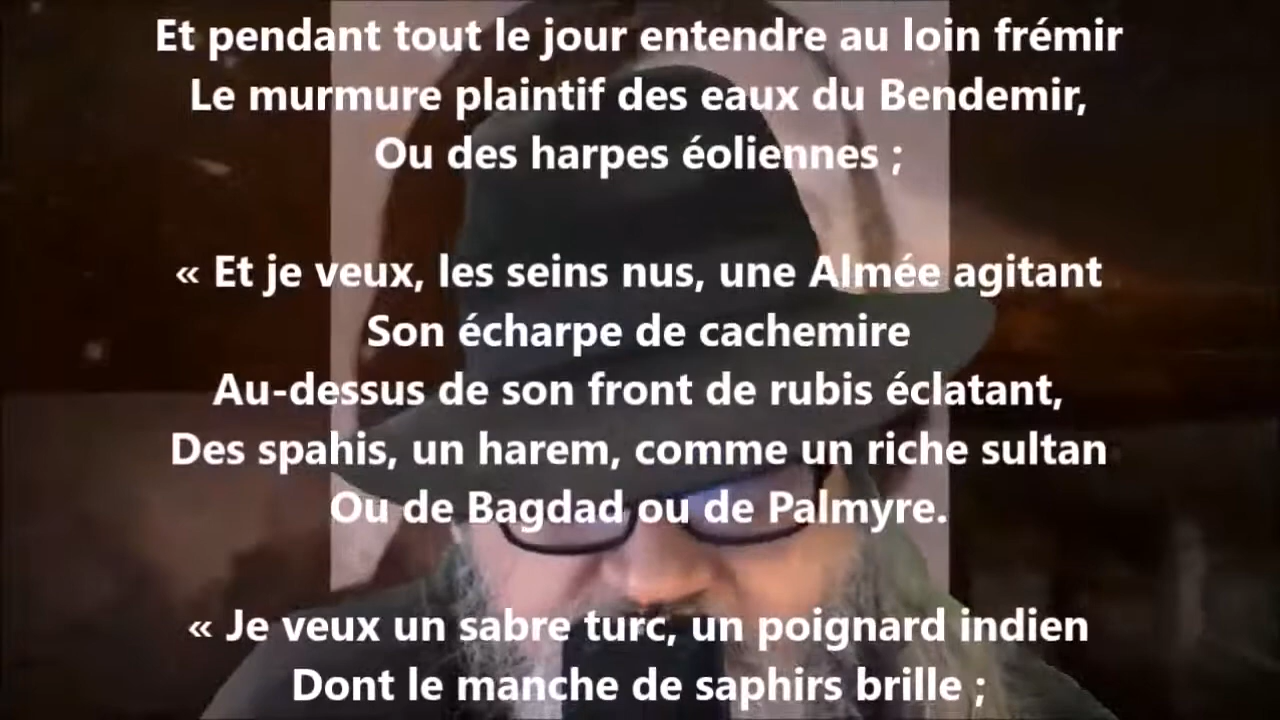 Et pendant tout le jour entendre au loin frémir
Le murmure plaintif des eaux du Bendemir,
Ou des harpes éoliennes ;
« Et je veux, les seins nus, une Almée agitant
Son écharpe de cachemire
Au-dessus de son front de rubis éclatant,
Des spahis, un harem, comme un riche sultan
Ou de Bagdad ou de Palmyre.
« Je veux un sabre turc, un poignard indien
Dont le manche de saphirs brille ;